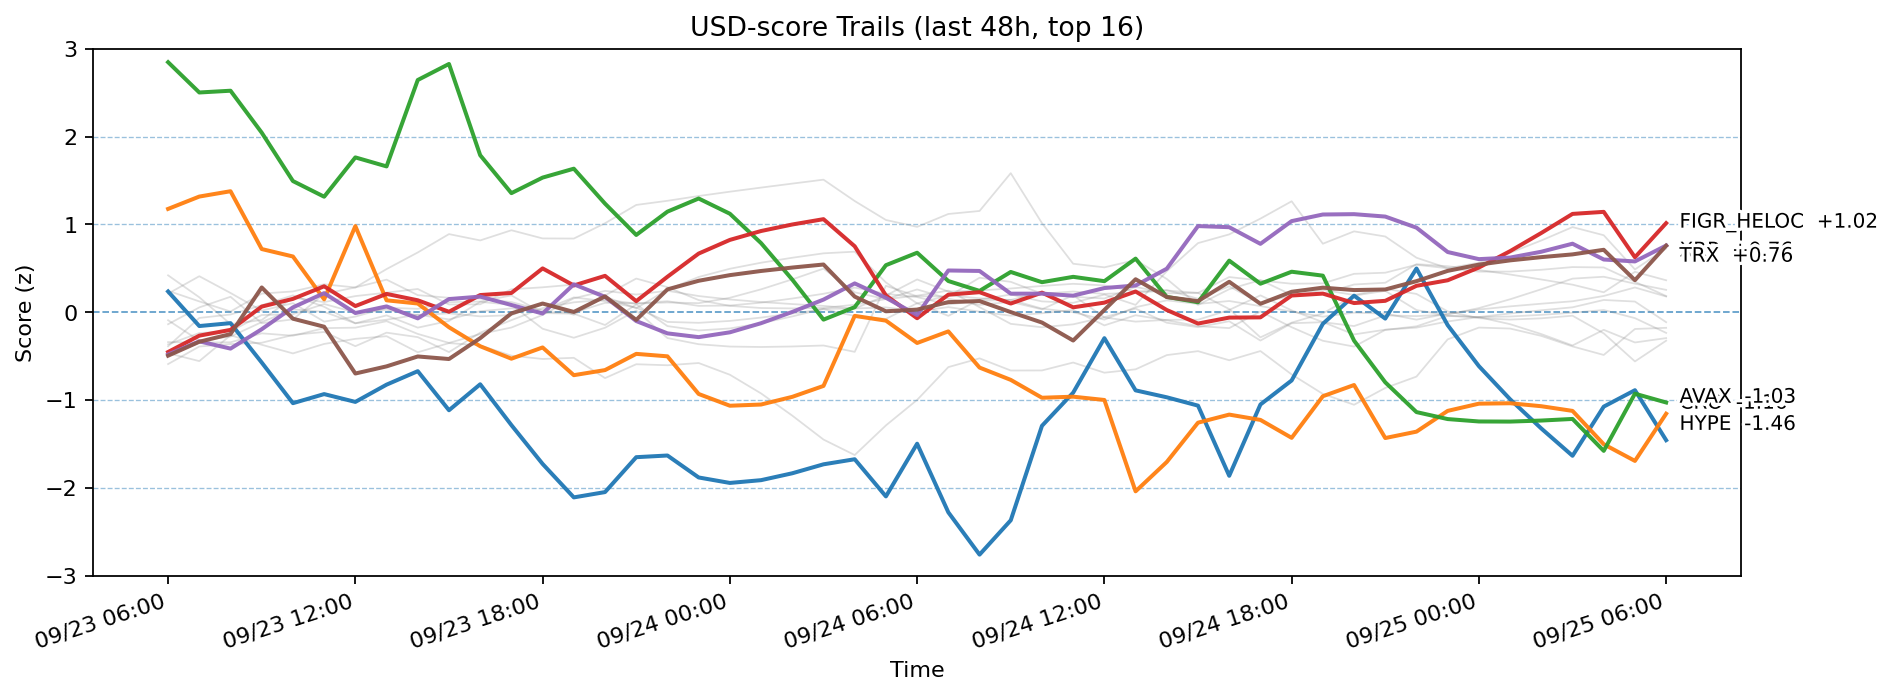 USD-score Trails (last 48h, top 16)
Score (z)
3
2
1
0
−1
−2
−3
FIGR_HELOC +1.02
TRX +0.76
AVAX -1.03
HYPE -1.46
09/23 06:00
09/23 12:00
09/23 18:00
09/24 00:00
09/24 06:00
09/24 12:00
09/24 18:00
09/25 00:00
09/25 06:00
Time